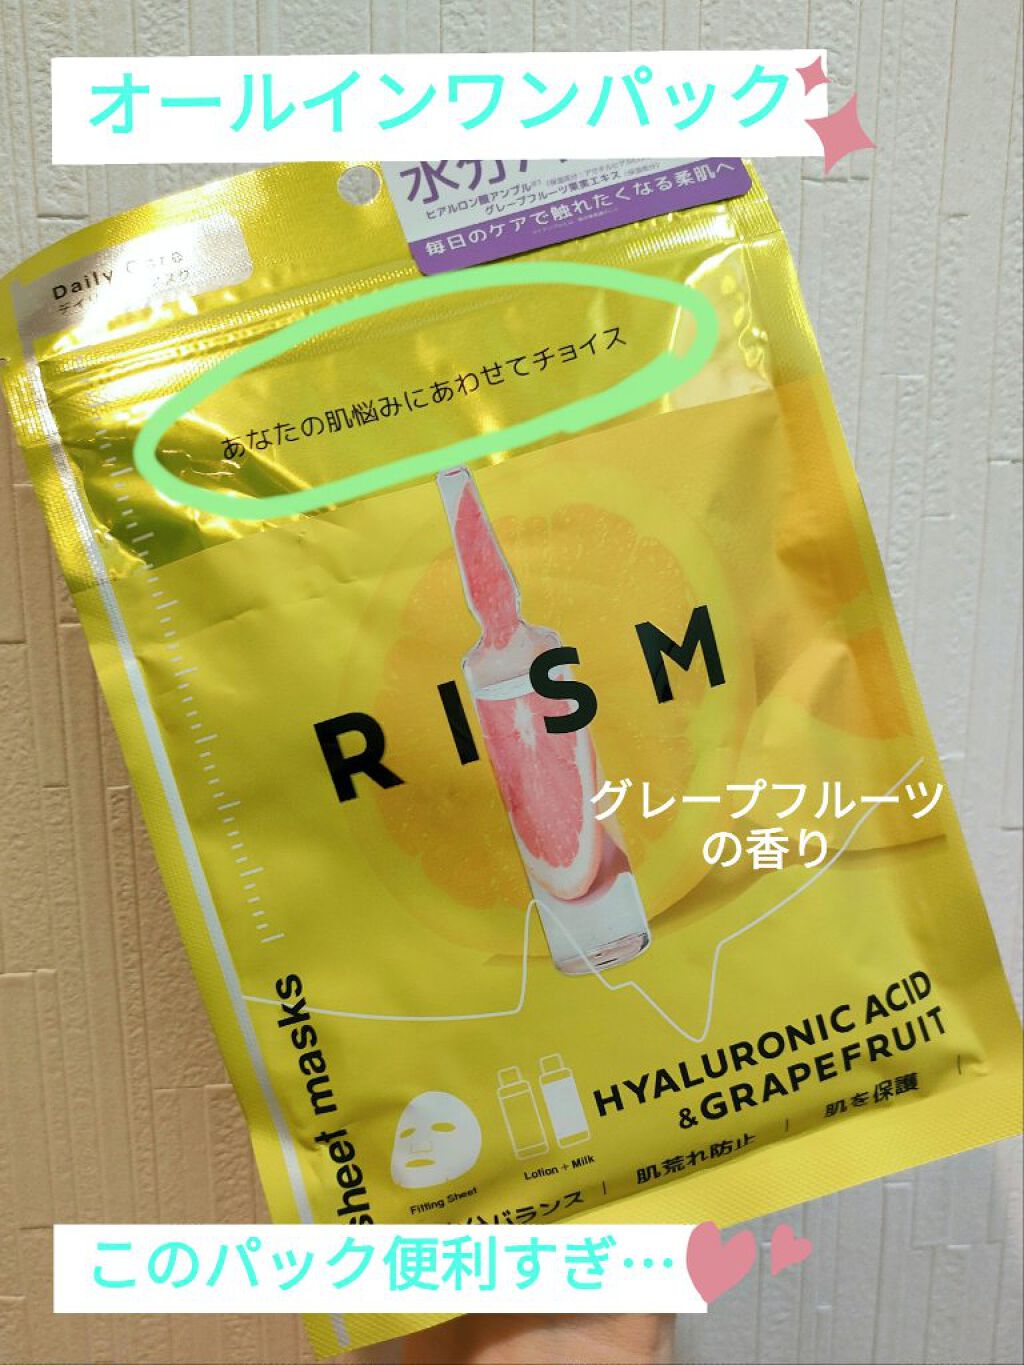 オールインワンパック
水分
ヒアルロン酸アンプル
グレープフルーツ果実エキス
毎日のケアで触れたくなる柔肌へ
Daily
あなたの肌悩みにあわせてチョイス
RISM
グレープフルーツ
の香り
HYALURONIC ACID
&GRAPEFRUIT
sheet masks
Fitting Sheet
Lotion + Milk
バランス | 肌荒れ防止 | 肌を保護 |
このパック便利すぎ…